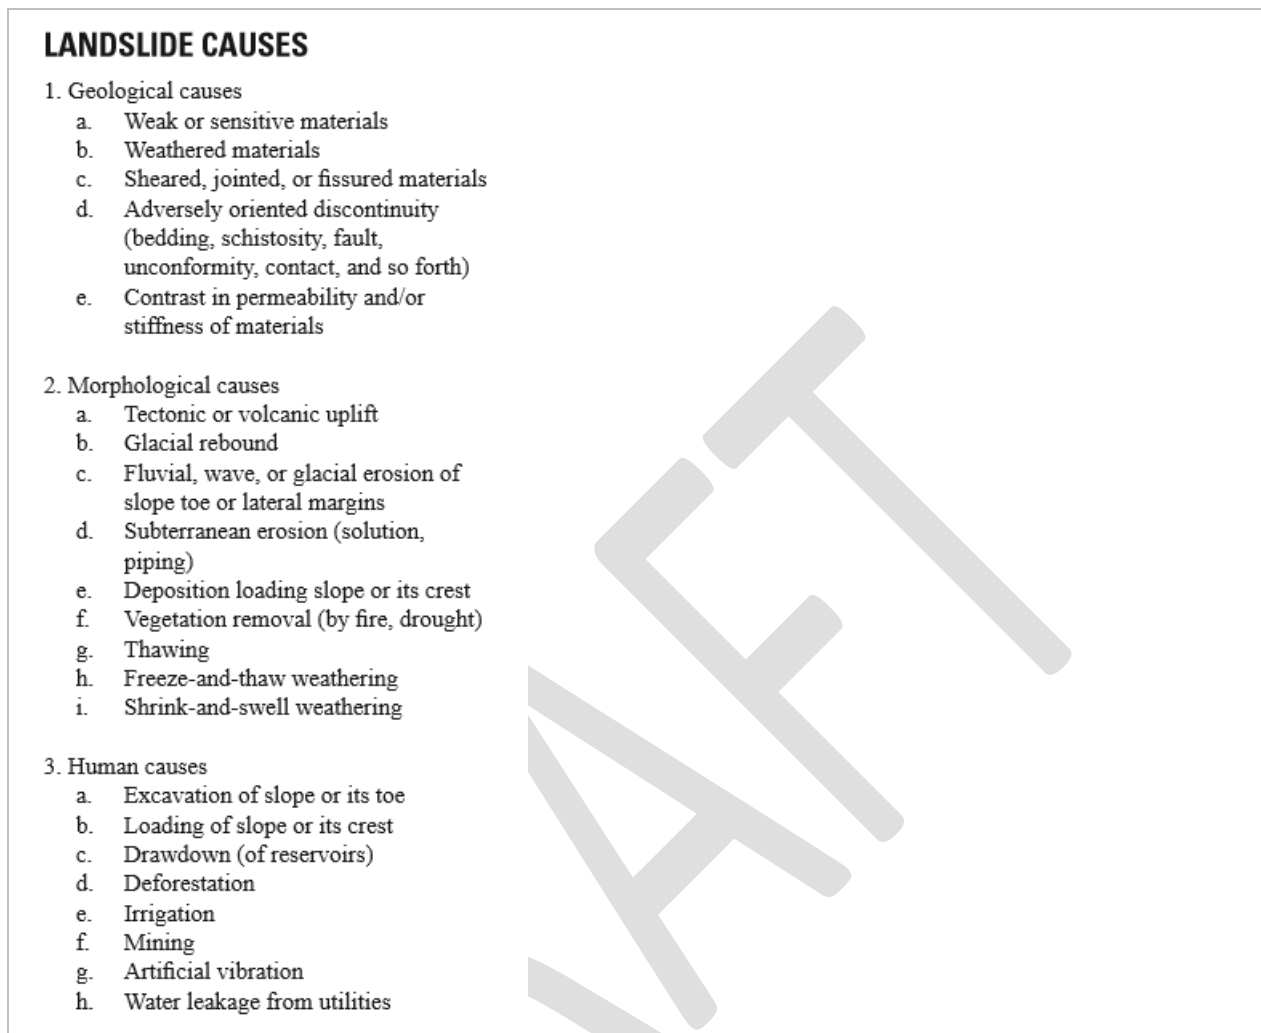 LANDSLIDE CAUSES
1. Geological causes
a. Weak or sensitive materials
b. Weathered materials
c. Sheared, jointed, or fissured materials
d. Adversely oriented discontinuity
(bedding, schistosity, fault,
unconformity, contact, and so forth)
e. Contrast in permeability and/or
stiffness of materials
2. Morphological causes
a. Tectonic or volcanic uplift
b. Glacial rebound
c. Fluvial, wave, or glacial erosion of
slope toe or lateral margins
d. Subterranean erosion (solution,
piping)
e. Deposition loading slope or its crest
f. Vegetation removal (by fire, drought)
g. Thawing
h. Freeze-and-thaw weathering
i. Shrink-and-swell weathering
3. Human causes
a. Excavation of slope or its toe
b. Loading of slope or its crest
c. Drawdown (of reservoirs)
d. Deforestation
e. Irrigation
f. Mining
g. Artificial vibration
h. Water leakage from utilities
AFT